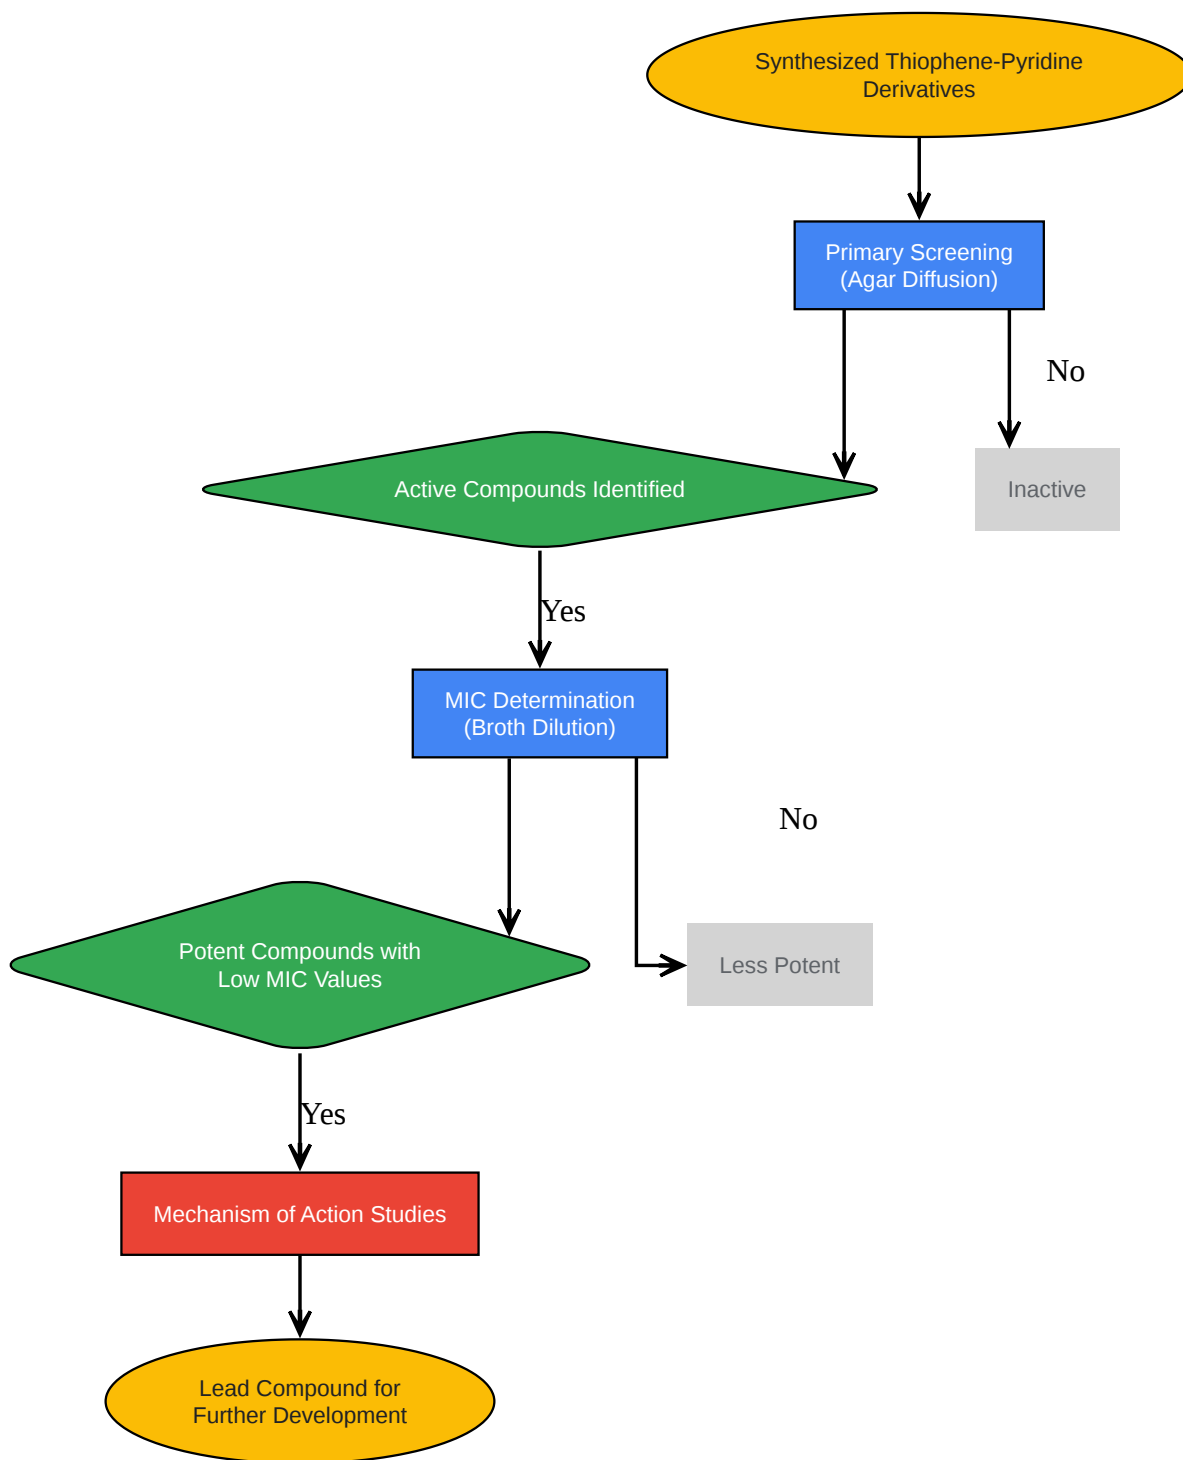 Synthesized Thiophene-Pyridine
Derivatives
Primary Screening
(Agar Diffusion)
No
Active Compounds Identified
Inactive
Yes
MIC Determination
(Broth Dilution)
No
Potent Compounds with
Low MIC Values
Less Potent
Yes
Mechanism of Action Studies
Lead Compound for
Further Development